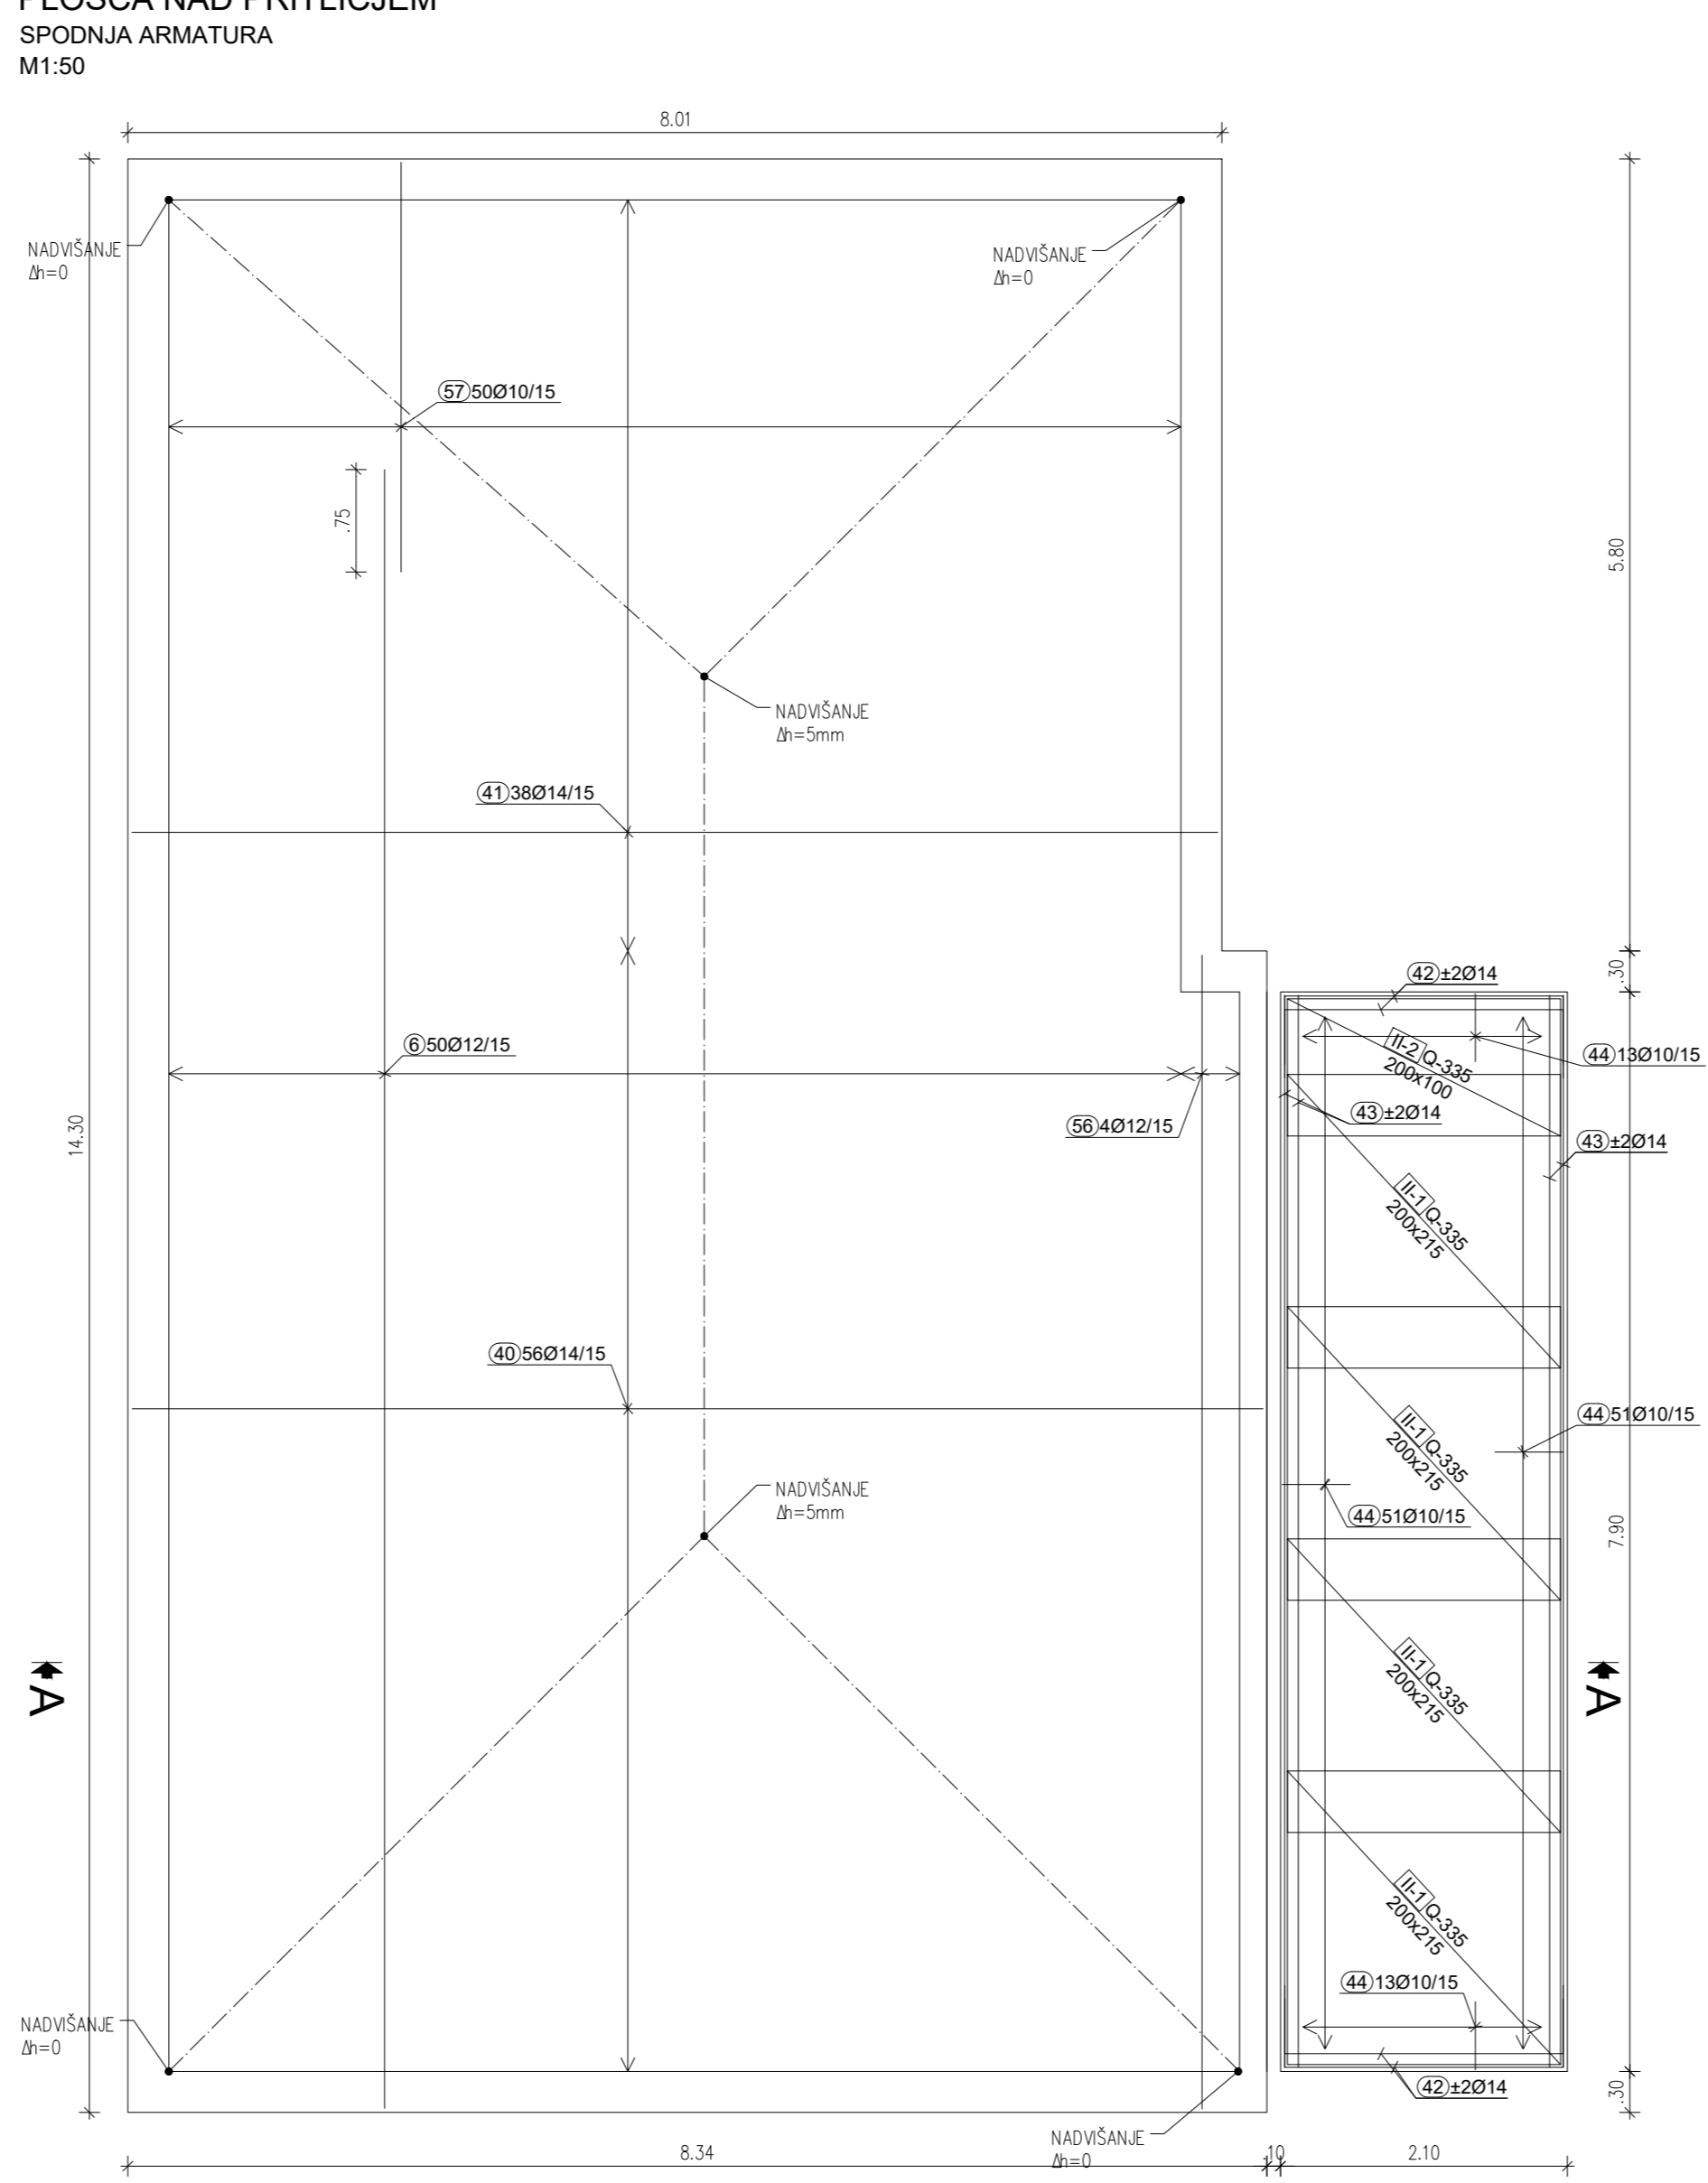 PLOŠČA NAD PRITLIČJEM
SPODNJA ARMATURA
M1:50
8.01
NADVIŠANJE
Δh=0
NADVIŠANJE
Δh=0
57 50Ø10/15
.75
5.80
NADVIŠANJE
Δh=5mm
41 38Ø14/15
.30
42 ±2Ø14
6 50Ø12/15
44 13Ø10/15
II-2 Q-335
200x100
43 ±2Ø14
56 4Ø12/15
43 ±2Ø14
14.30
II-1 Q-335
200x215
40 56Ø14/15
44 51Ø10/15
II-1 Q-335
200x215
NADVIŠANJE
Δh=5mm
44 51Ø10/15
7.90
II-1 Q-335
200x215
A
A
II-1 Q-335
200x215
44 13Ø10/15
NADVIŠANJE
Δh=0
42 ±2Ø14
.30
NADVIŠANJE
Δh=0
8.34
.10
2.10